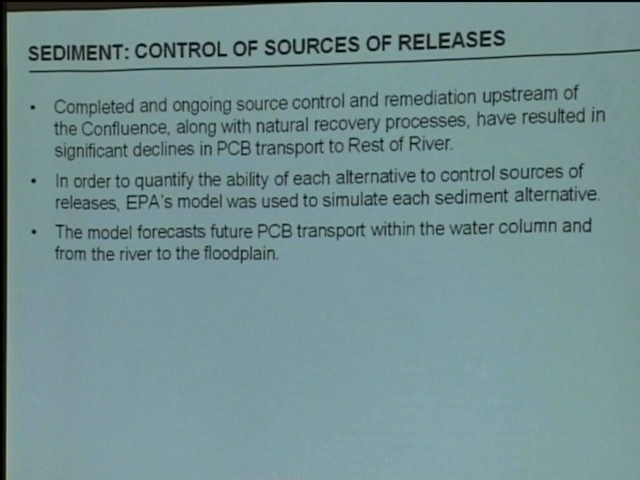 SEDIMENT: CONTROL OF SOURCES OF RELEASES
• Completed and ongoing source control and remediation upstream of
the Confluence, along with natural recovery processes, have resulted in
significant declines in PCB transport to Rest of River.
• In order to quantify the ability of each alternative to control sources of
releases, EPA's model was used to simulate each sediment alternative.
• The model forecasts future PCB transport within the water column and
from the river to the floodplain.